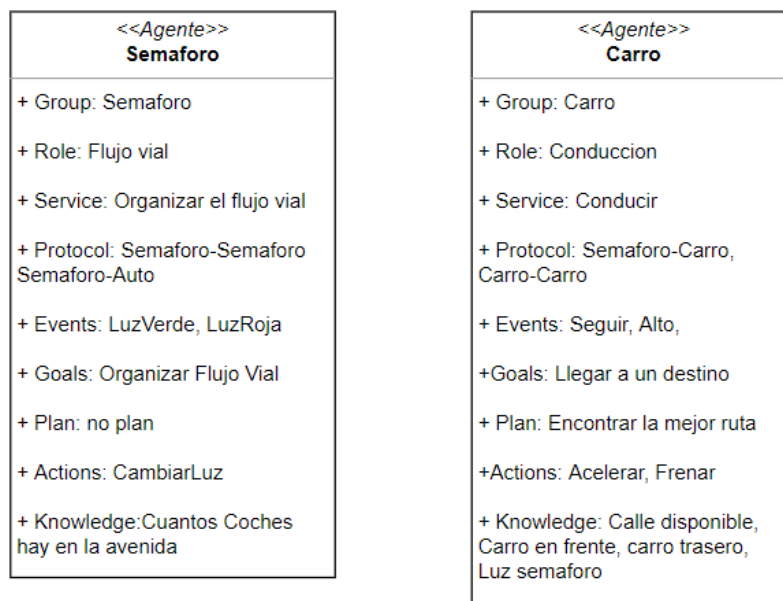 <<Agente>>
Semaforo
+ Group: Semaforo
+ Role: Flujo vial
+ Service: Organizar el flujo vial
+ Protocol: Semaforo-Semaforo
Semaforo-Auto
+ Events: LuzVerde, LuzRoja
+ Goals: Organizar Flujo Vial
+ Plan: no plan
+ Actions: CambiarLuz
+ Knowledge:Cuantos Coches
hay en la avenida
<<Agente>>
Carro
+ Group: Carro
+ Role: Conduccion
+ Service: Conducir
+ Protocol: Semaforo-Carro,
Carro-Carro
+ Events: Seguir, Alto,
+Goals: Llegar a un destino
+ Plan: Encontrar la mejor ruta
+Actions: Acelerar, Frenar
+ Knowledge: Calle disponible,
Carro en frente, carro trasero,
Luz semaforo